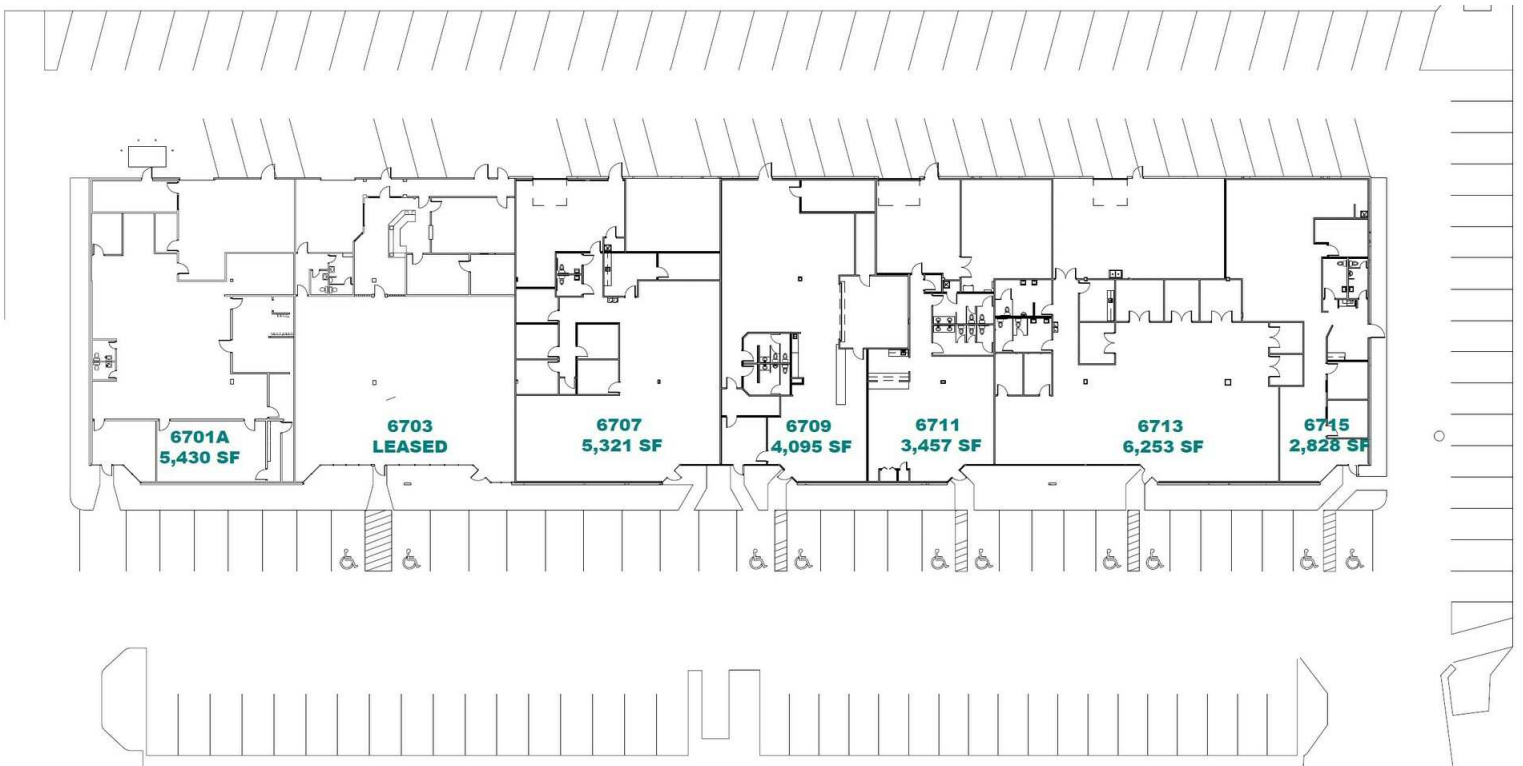 6701A
5,430 SF
6703
LEASED
6707
5,321 SF
6709
4,095 SF
6711
3,457 SF
6713
6,253 SF
6715
2,828 SF